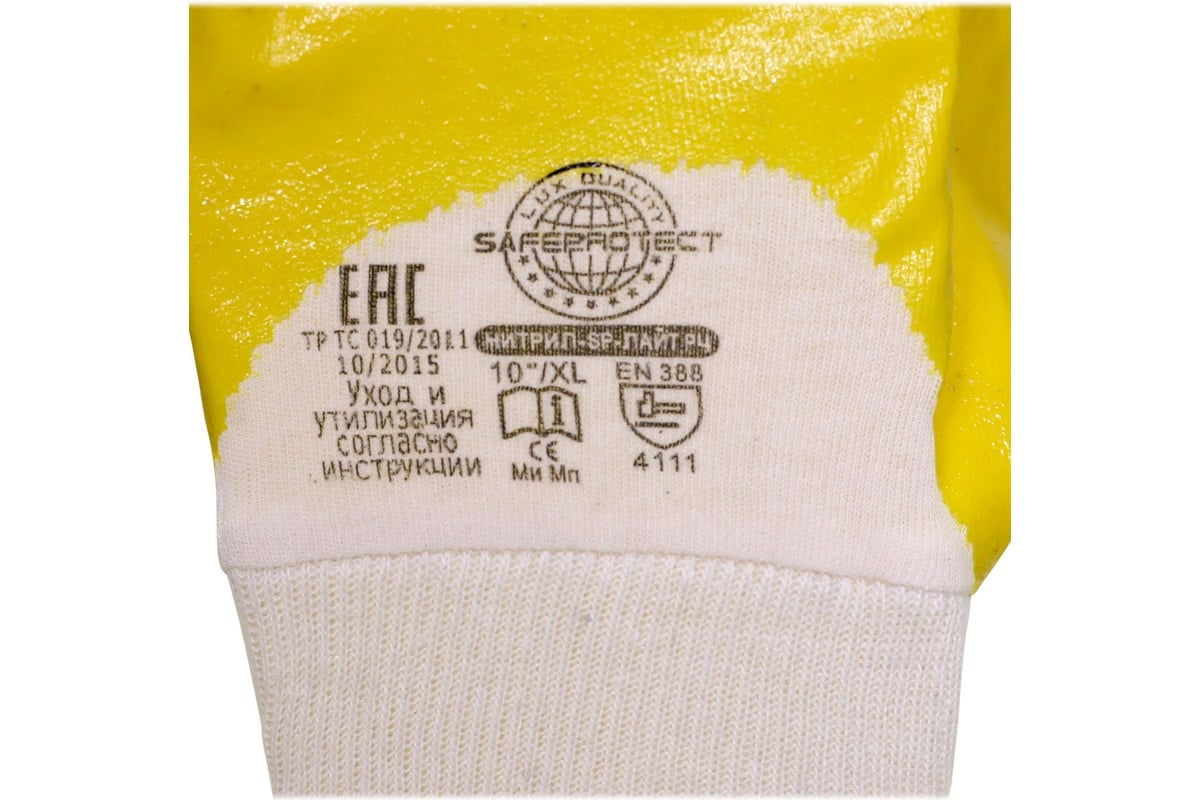 LUX QUALITY
SAFEPROTECT
EAC
ТР ТС 019/2011
10/2015
Уход и
утилизация
согласно
инструкции
НИТРИЛ-SP-ЛАЙТ РЧ
10"/XL
i
CE
Ми Мп
EN 388
4111